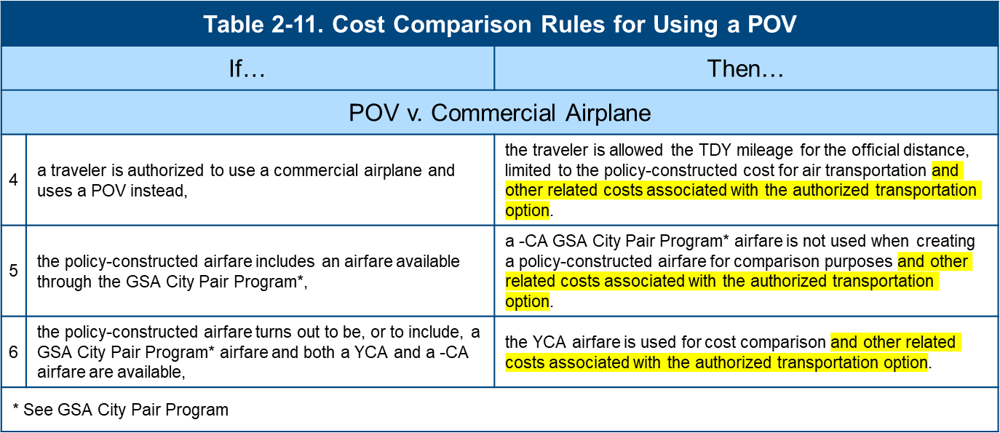 Table 2-11. Cost Comparison Rules for Using a POV
If…
Then…
POV v. Commercial Airplane
4
a traveler is authorized to use a commercial airplane and
uses a POV instead,
the traveler is allowed the TDY mileage for the official distance,
limited to the policy-constructed cost for air transportation and
other related costs associated with the authorized transportation
option.
5
the policy-constructed airfare includes an airfare available
through the GSA City Pair Program*,
a -CA GSA City Pair Program* airfare is not used when creating
a policy-constructed airfare for comparison purposes and other
related costs associated with the authorized transportation
option.
6
the policy-constructed airfare turns out to be, or to include, a
GSA City Pair Program* airfare and both a YCA and a -CA
airfare are available,
the YCA airfare is used for cost comparison and other related
costs associated with the authorized transportation option.
* See GSA City Pair Program